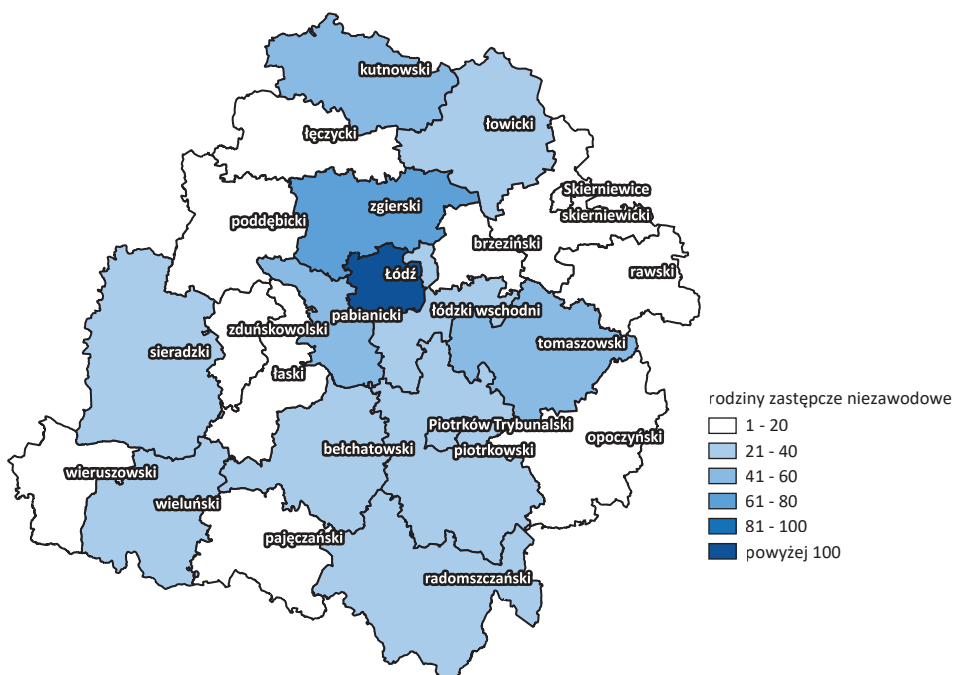 kutnowski
łowicki
łęczycki
Skierniewice
skierniewicki
zgierski
poddębicki
brzeziński
rawski
Łódź
łódzki wschodni
pabianicki
zduńskowolski
tomaszowski
sieradzki
łaski
rodziny zastępcze niezawodowe
1 - 20
21 - 40
41 - 60
61 - 80
81 - 100
powyżej 100
Piotrków Trybunalski
opoczyński
bełchatowski
piotrkowski
wieruszowski
wieluński
pajęczański
radomszczański